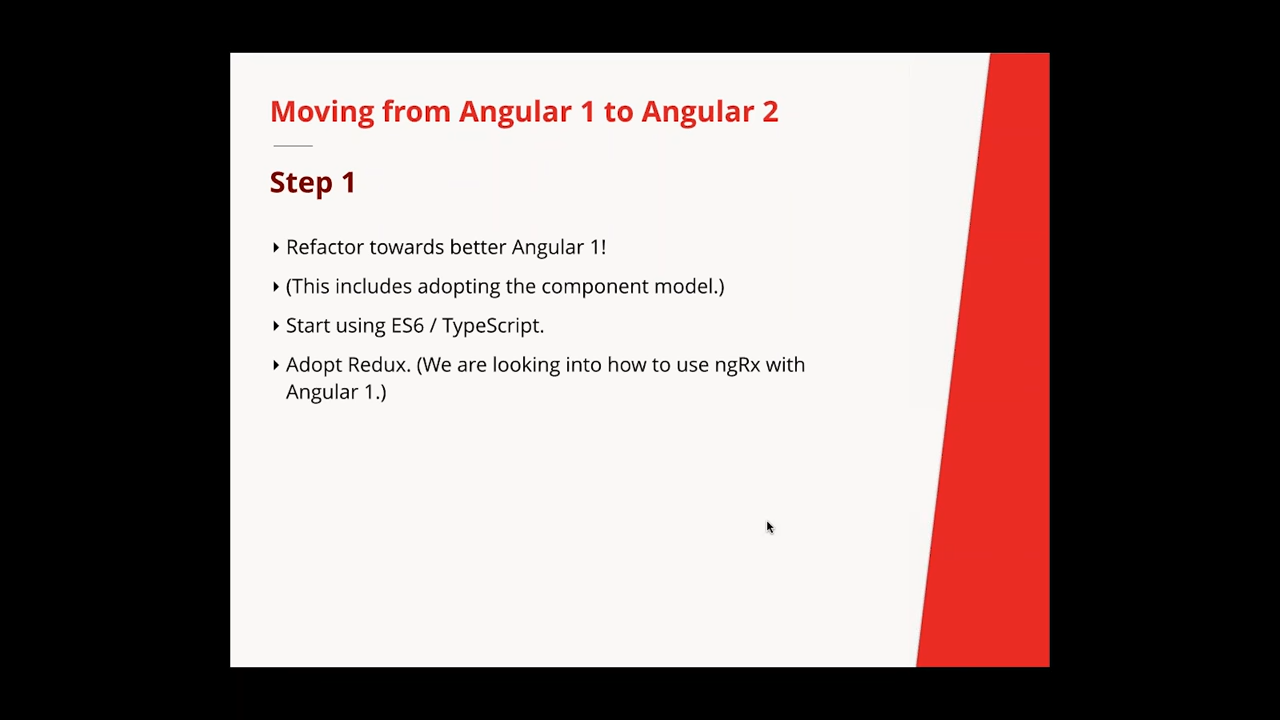 Moving from Angular 1 to Angular 2
Step 1
Refactor towards better Angular 1!
(This includes adopting the component model.)
Start using ES6 / TypeScript.
Adopt Redux. (We are looking into how to use ngRx with
Angular 1.)